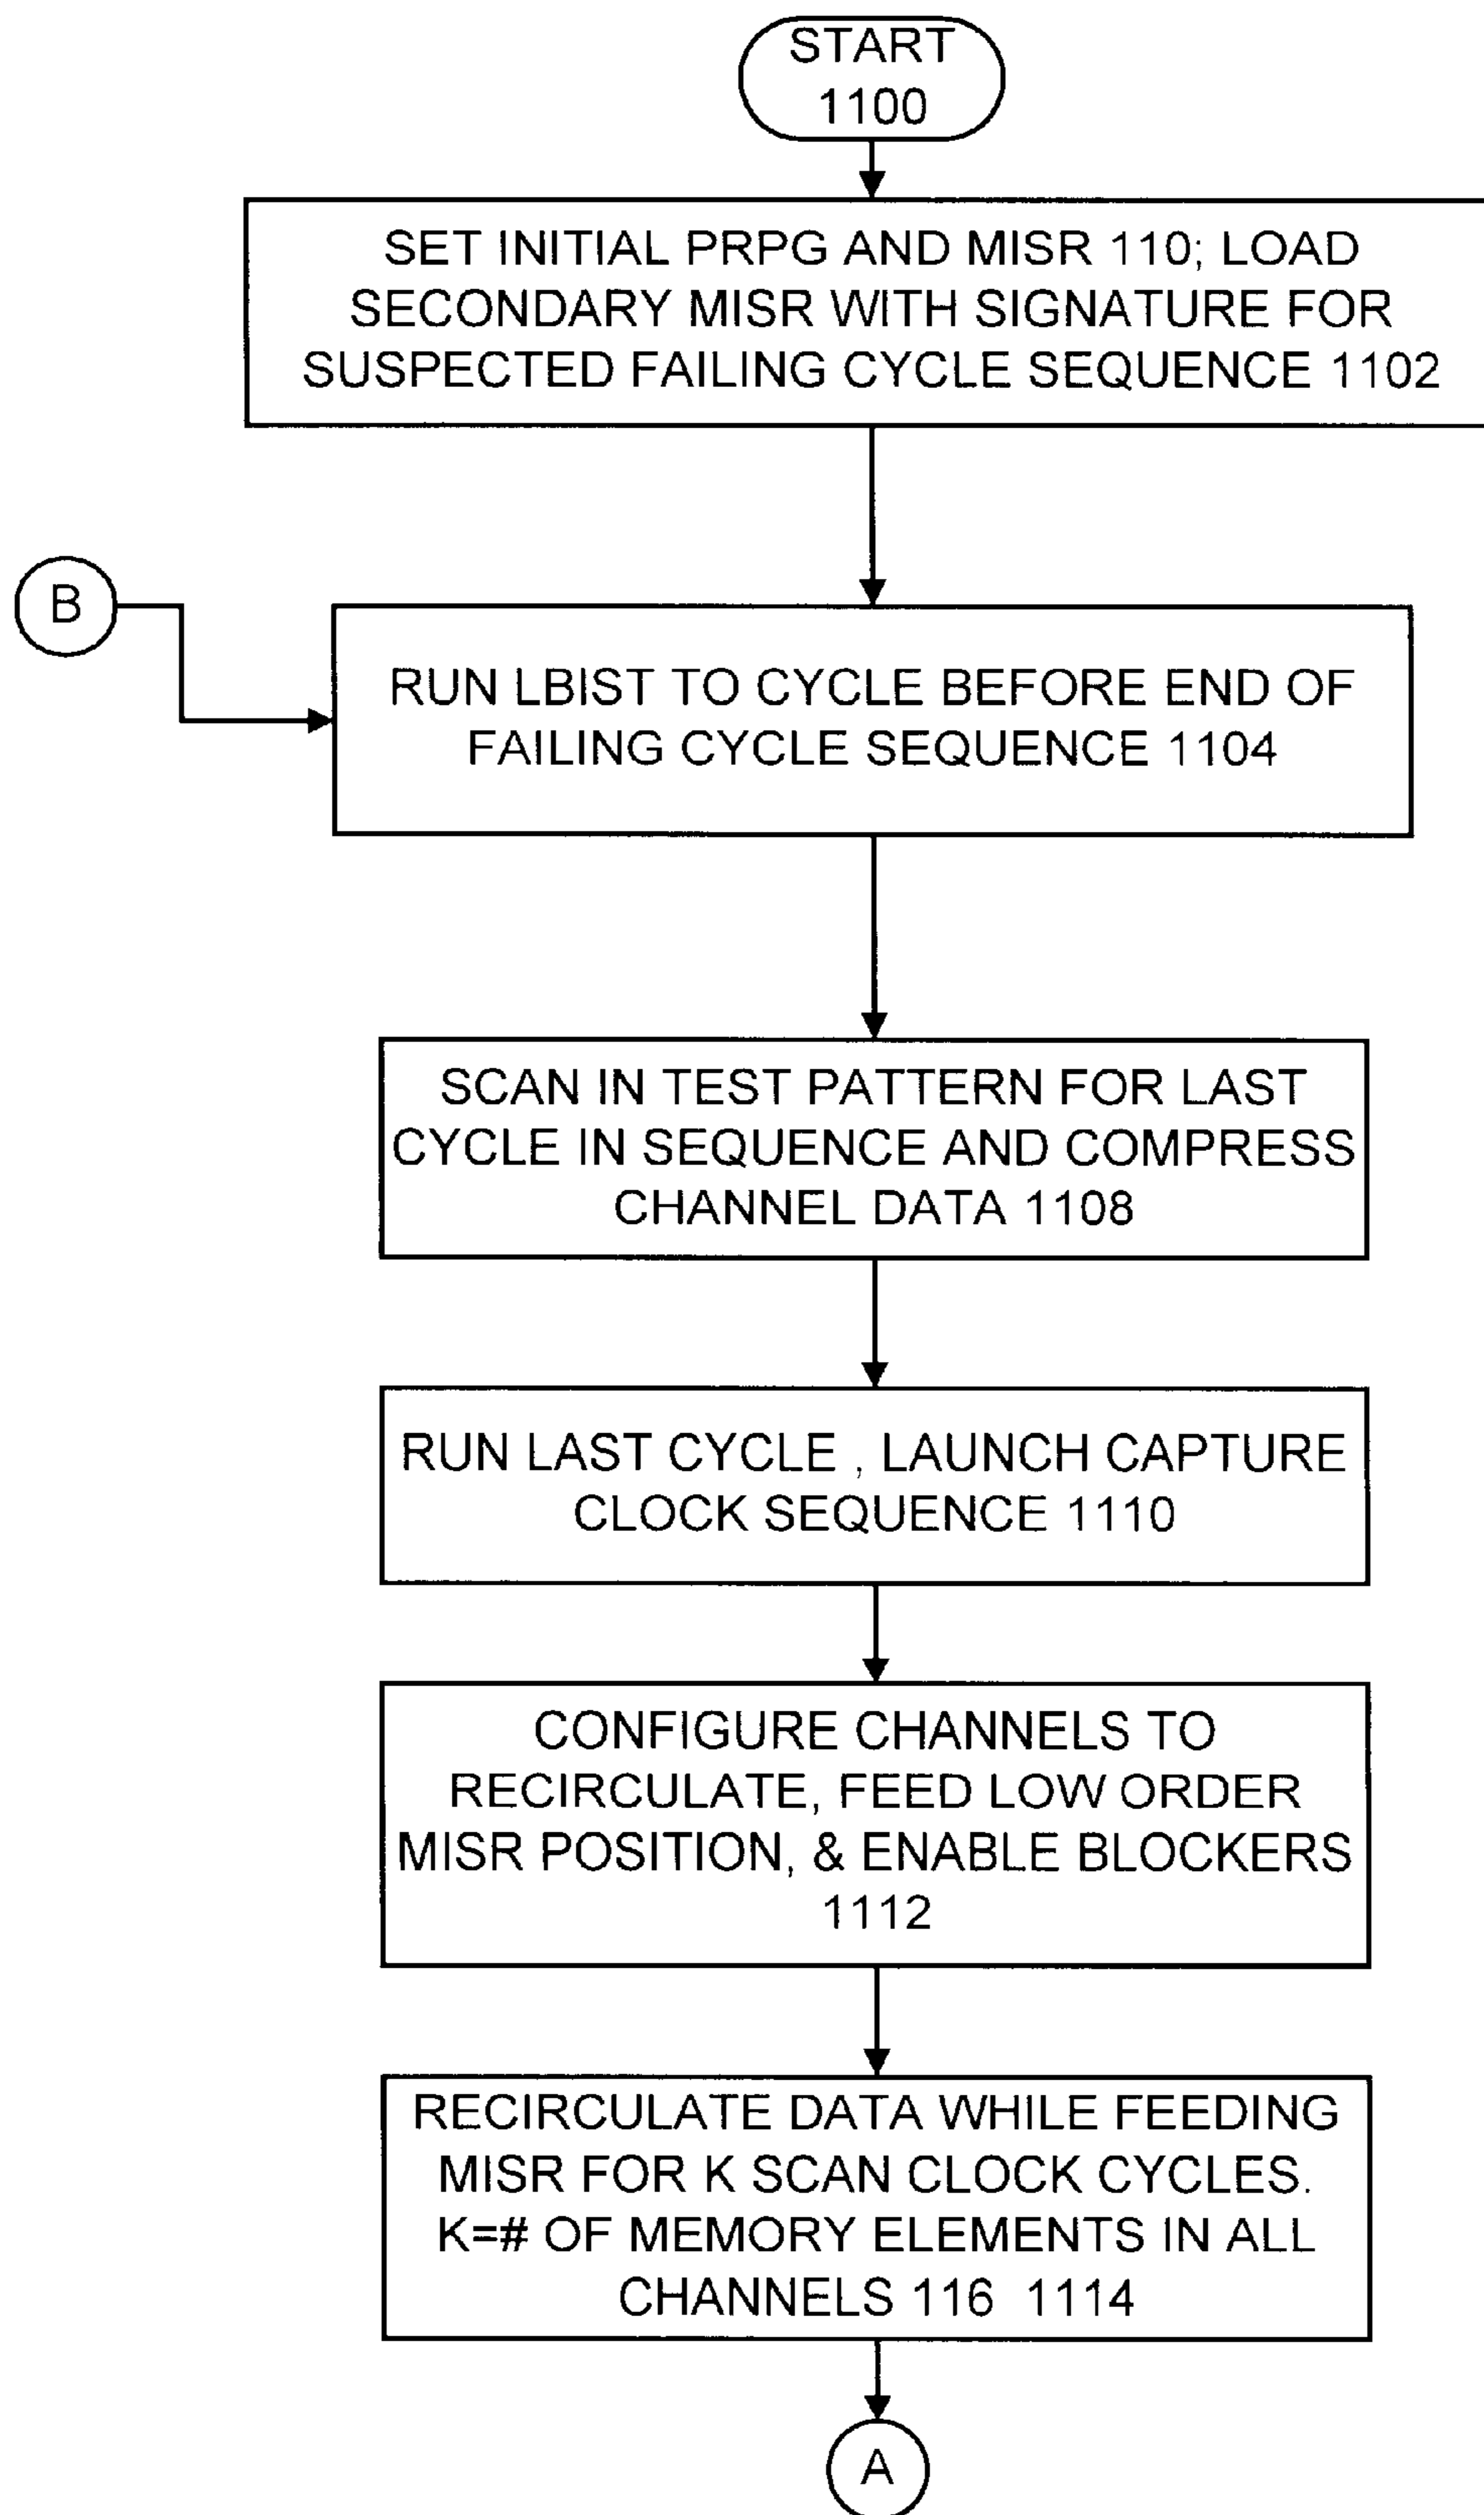 START
1100
SET INITIAL PRPG AND MISR 110; LOAD
SECONDARY MISR WITH SIGNATURE FOR
SUSPECTED FAILING CYCLE SEQUENCE 1102
B
RUN LBIST TO CYCLE BEFORE END OF
FAILING CYCLE SEQUENCE 1104
SCAN IN TEST PATTERN FOR LAST
CYCLE IN SEQUENCE AND COMPRESS
CHANNEL DATA 1108
RUN LAST CYCLE , LAUNCH CAPTURE
CLOCK SEQUENCE 1110
CONFIGURE CHANNELS TO
RECIRCULATE, FEED LOW ORDER
MISR POSITION, & ENABLE BLOCKERS
1112
RECIRCULATE DATA WHILE FEEDING
MISR FOR K SCAN CLOCK CYCLES.
K=# OF MEMORY ELEMENTS IN ALL
CHANNELS 116 1114
A